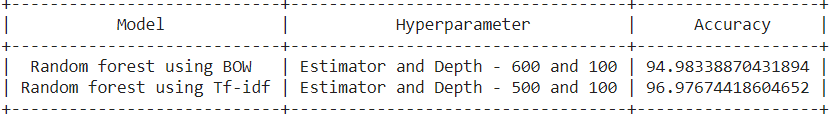 Model | Hyperparameter | Accuracy
Random forest using BOW | Estimator and Depth - 600 and 100 | 94.98338870431894
Random forest using Tf-idf | Estimator and Depth - 500 and 100 | 96.97674418604652